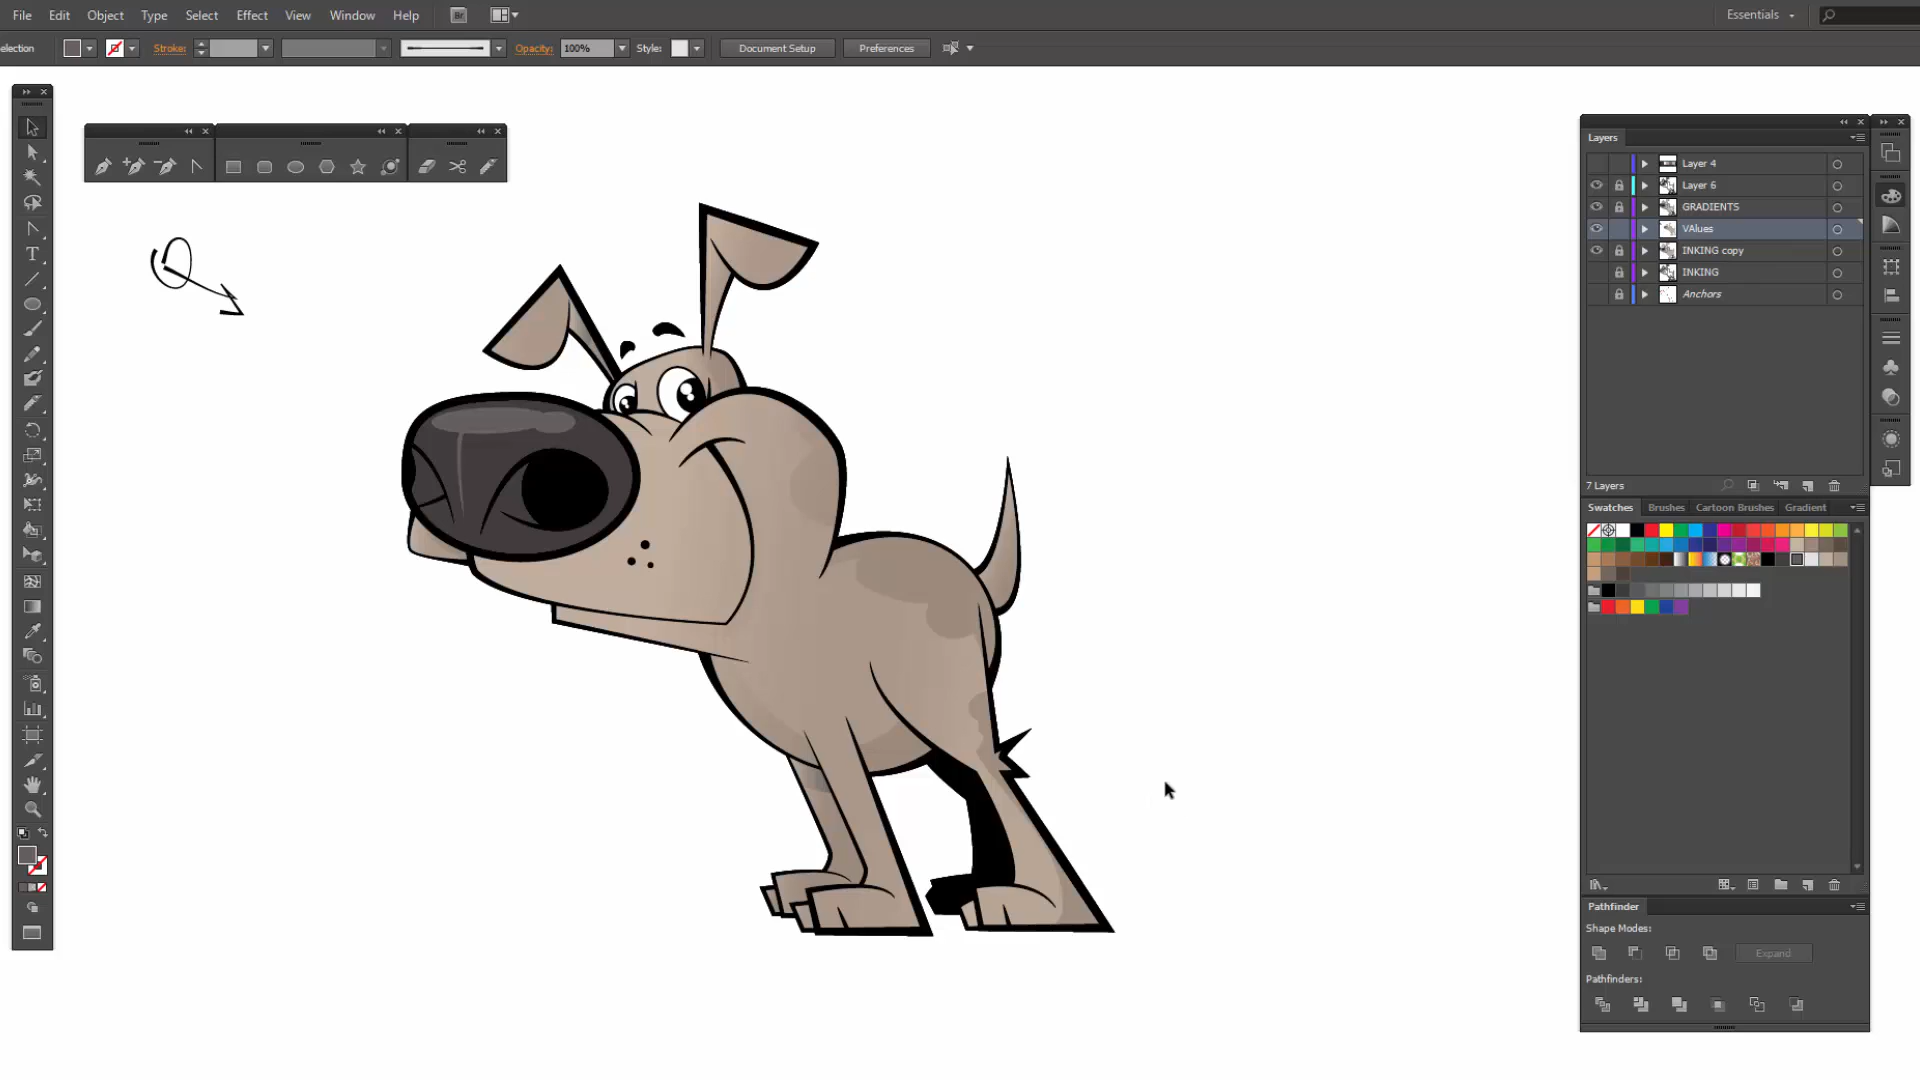 File Edit Object Type Select Effect View Window Help Br Essentials
election Stroke: Opacity: 100% Style: Document Setup Preferences
Layers
Layer 4
Layer 6
GRADIENTS
VAlues
INKING copy
INKING
Anchors
7 Layers
Swatches Brushes Cartoon Brushes Gradient
Pathfinder
Shape Modes:
Expand
Pathfinders: